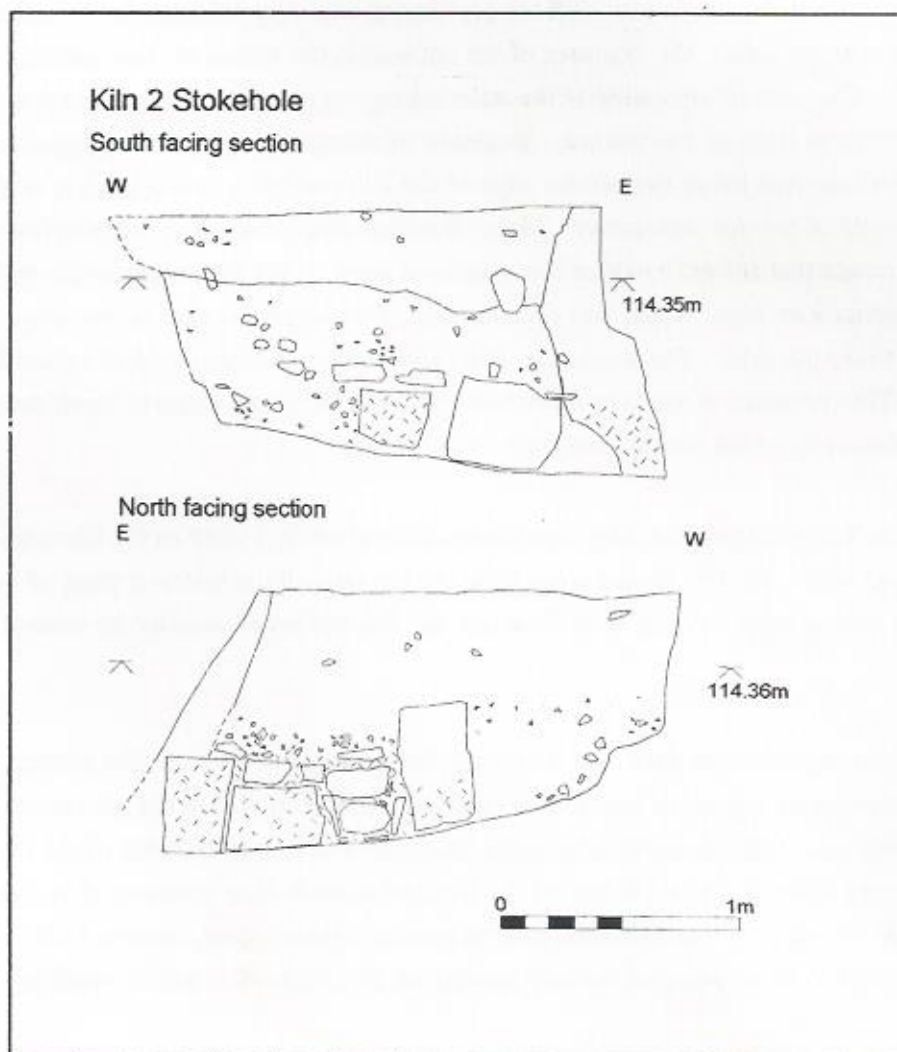 Kiln 2 Stokehole
South facing section
W E
114.35m
North facing section
E W
114.36m
0 1m